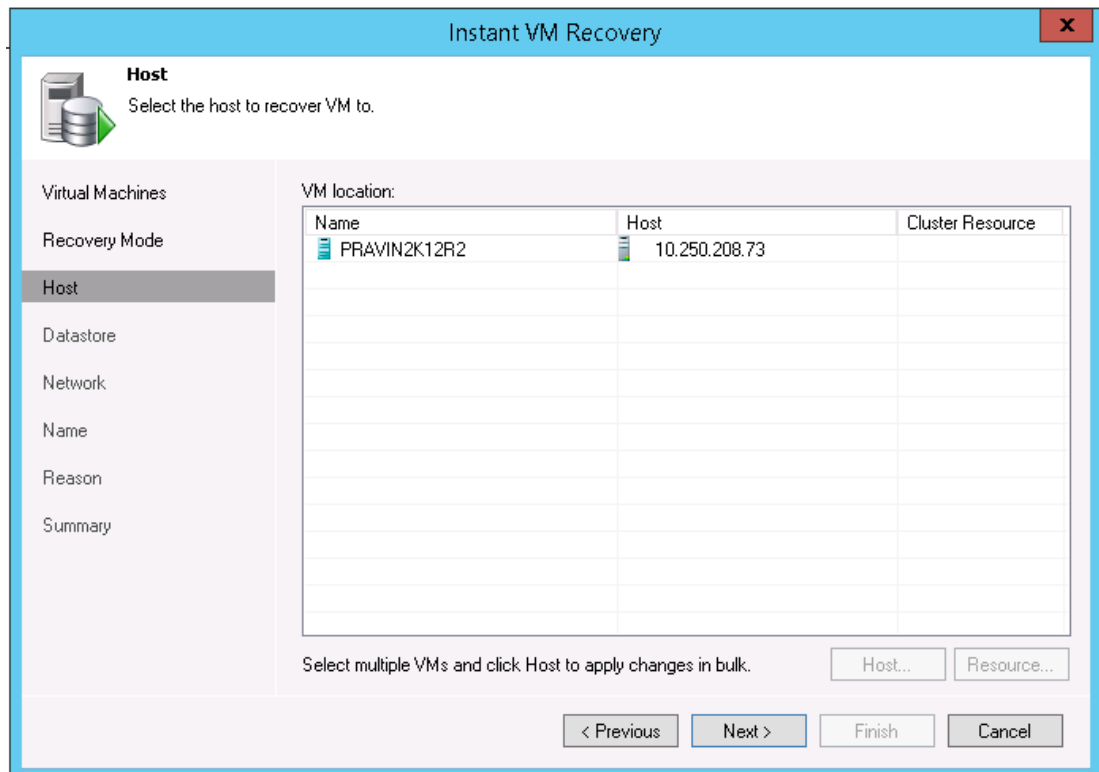 Instant VM Recovery
x
Host
Select the host to recover VM to.
Virtual Machines
Recovery Mode
Host
Datastore
Network
Name
Reason
Summary
VM location:
Name Host Cluster Resource
PRAVIN2K12R2 10.250.208.73
Select multiple VMs and click Host to apply changes in bulk.
Host... Resource...
< Previous Next > Finish Cancel